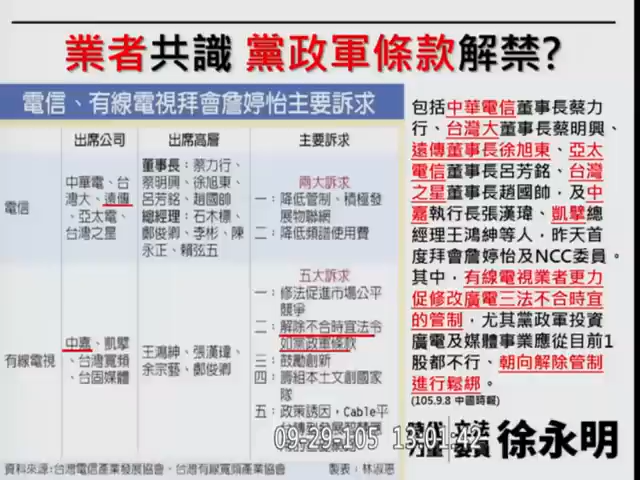 業者共識 黨政軍條款解禁?
電信、有線電視拜會詹婷怡主要訴求
出席公司 出席高層 主要訴求
電信
中華電、台
灣大、遠傳
、亞太電、
台灣之星
董事長：蔡力行、
蔡明興、徐旭東、
呂芳銘、趙國帥
總經理：石木標、
鄭俊卿、李彬、陳
永正、賴弦五
兩大訴求
一：降低管制、積極發
展物聯網
二：降低頻譜使用費
有線電視
中嘉、凱擘
、台灣寬頻
、台固媒體
王鴻紳、張漢瑋、
余宗藝、鄭俊卿
五大訴求
一：修法促進市場公平
競爭
二：解除不合時宜法令
如黨政軍條款
三：鼓勵創新
四：籌組本土文創國家
隊
五：政策誘因，Cable平
資料來源:台灣電信產業發展協會、台灣有線寬頻產業協會 製表：林淑惠
包括中華電信董事長蔡力
行、台灣大董事長蔡明興、
遠傳董事長徐旭東、亞太
電信董事長呂芳銘、台灣
之星董事長趙國帥，及中
嘉執行長張漢瑋、凱擘總
經理王鴻紳等人，昨天首
度拜會詹婷怡及NCC委員。
其中，有線電視業者更力
促修改廣電三法不合時宜
的管制，尤其黨政軍投資
廣電及媒體事業應從目前1
股都不行、朝向解除管制
進行鬆綁。
(105.9.8 中國時報)
時代力量 立法委員 徐永明
09-29-105 13:01:42